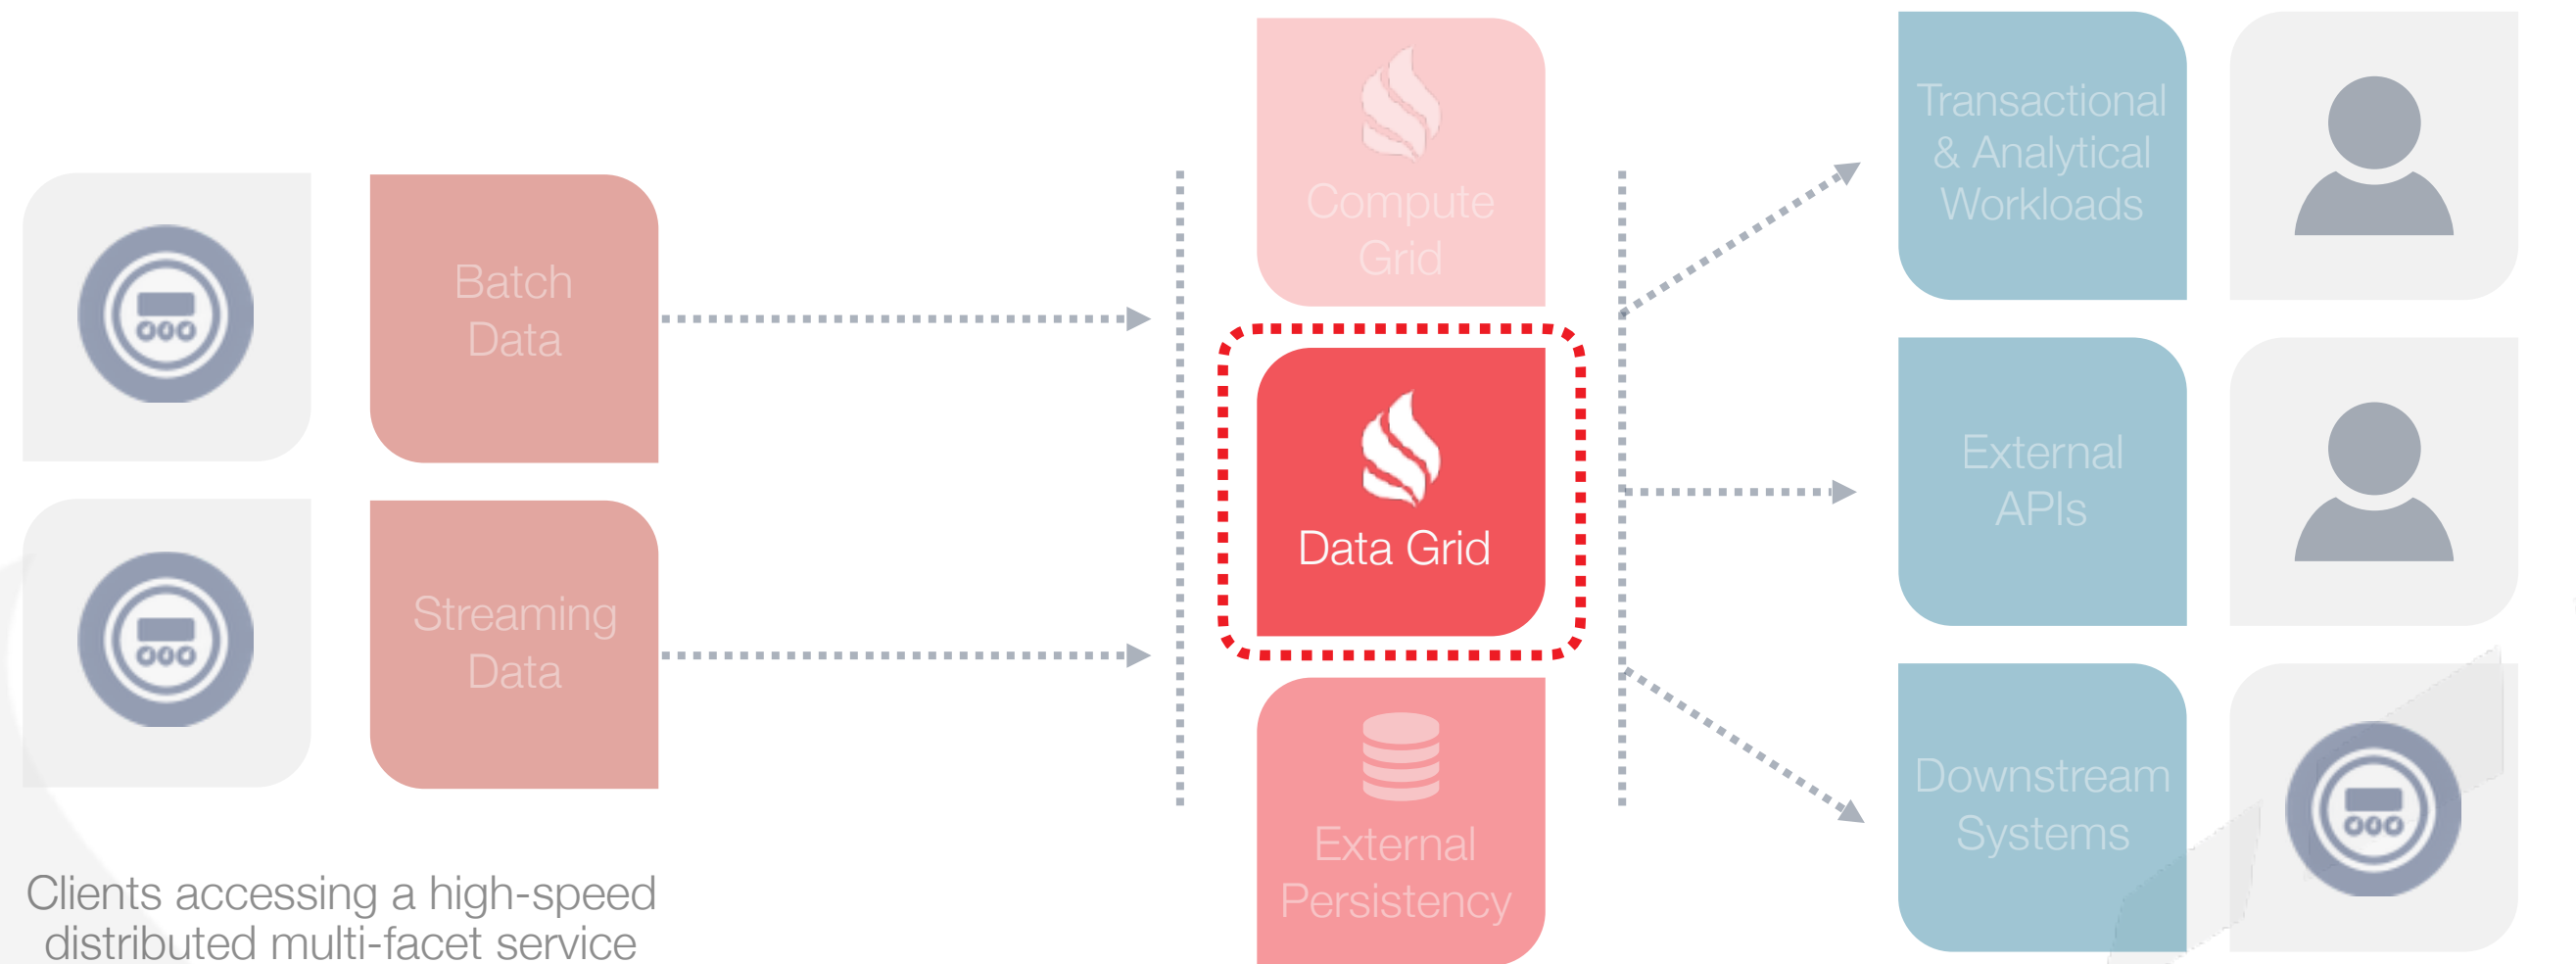 Batch
Data
Streaming
Data
Clients accessing a high-speed
distributed multi-facet service
Compute
Grid
Data Grid
External
Persistency
Transactional
& Analytical
Workloads
External
APIs
Downstream
Systems